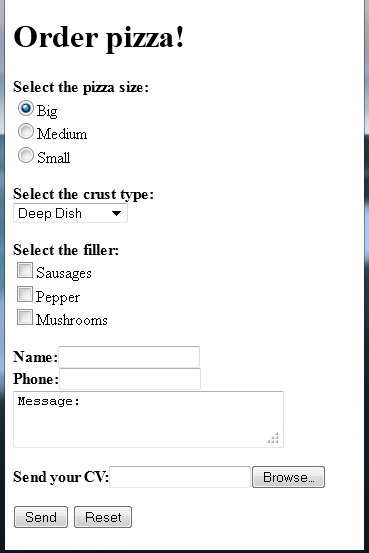 Order pizza!
Select the pizza size:
Big
Medium
Small
Select the crust type:
Deep Dish
Select the filler:
Sausages
Pepper
Mushrooms
Name:
Phone:
Message:
Send your CV: Browse...
Send Reset